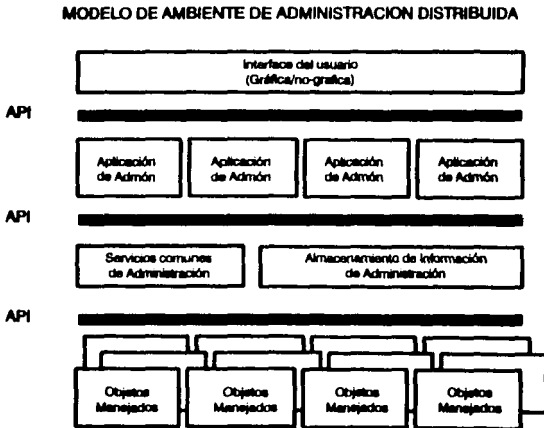 MODELO DE AMBIENTE DE ADMINISTRACION DISTRIBUIDA
Interface del usuario
(Gráfica/no-grafica)
API
Aplicación
de Admón
Aplicación
de Admón
Aplicación
de Admón
Aplicación
de Admón
API
Servicios comunes
de Administración
Almacenamiento de Información
de Administración
API
Objetos
Manejados
Objetos
Manejados
Objetos
Manejados
Objetos
Manejados